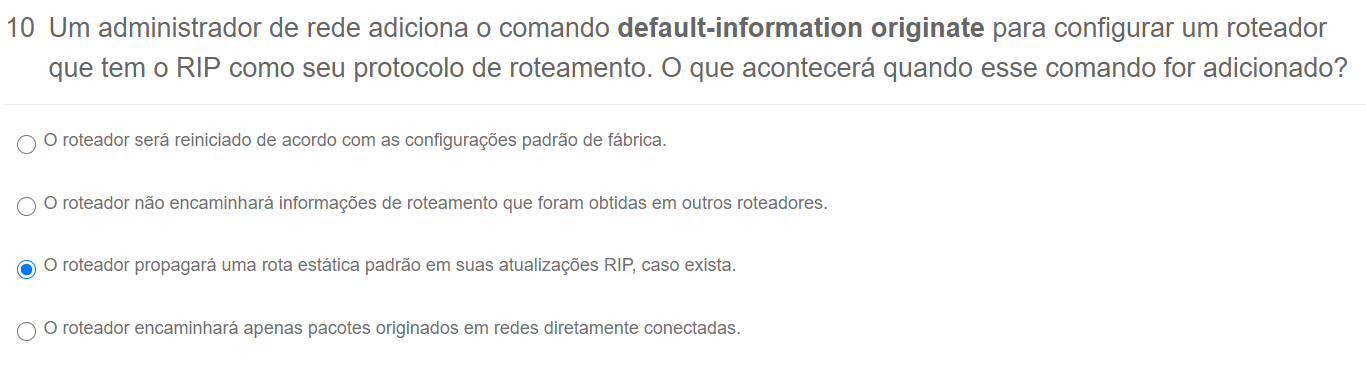 10 Um administrador de rede adiciona o comando default-information originate para configurar um roteador
que tem o RIP como seu protocolo de roteamento. O que acontecerá quando esse comando for adicionado?
O roteador será reiniciado de acordo com as configurações padrão de fábrica.
O roteador não encaminhará informações de roteamento que foram obtidas em outros roteadores.
O roteador propagará uma rota estática padrão em suas atualizações RIP, caso exista.
O roteador encaminhará apenas pacotes originados em redes diretamente conectadas.